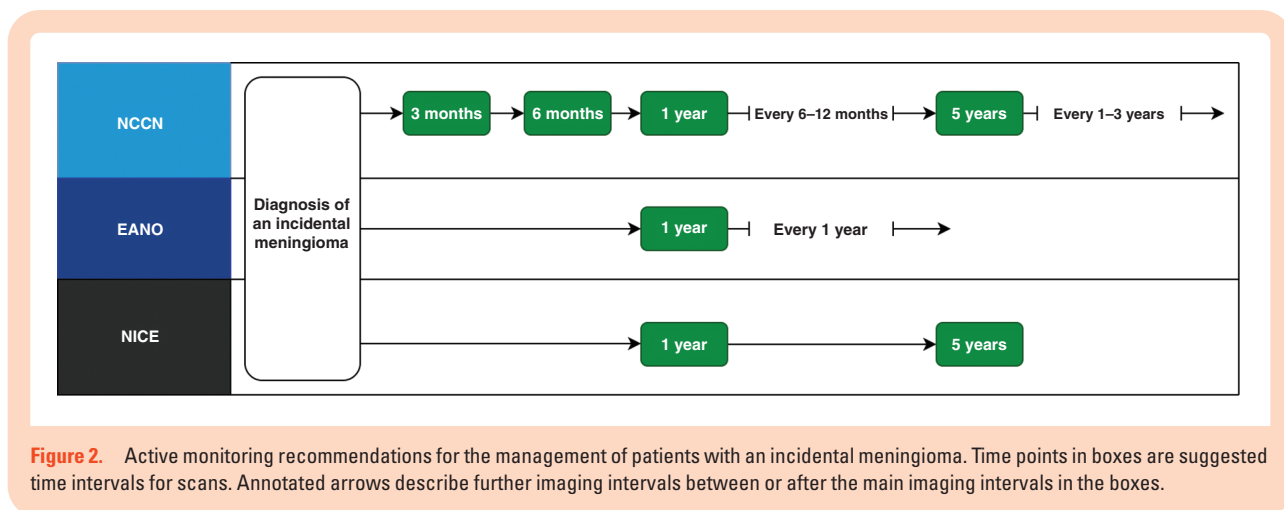 NCCN
Diagnosis of
an incidental
meningioma
3 months
6 months
1 year
Every 6–12 months
5 years
Every 1–3 years
EANO
1 year
Every 1 year
NICE
1 year
5 years
Figure 2. Active monitoring recommendations for the management of patients with an incidental meningioma. Time points in boxes are suggested
time intervals for scans. Annotated arrows describe further imaging intervals between or after the main imaging intervals in the boxes.